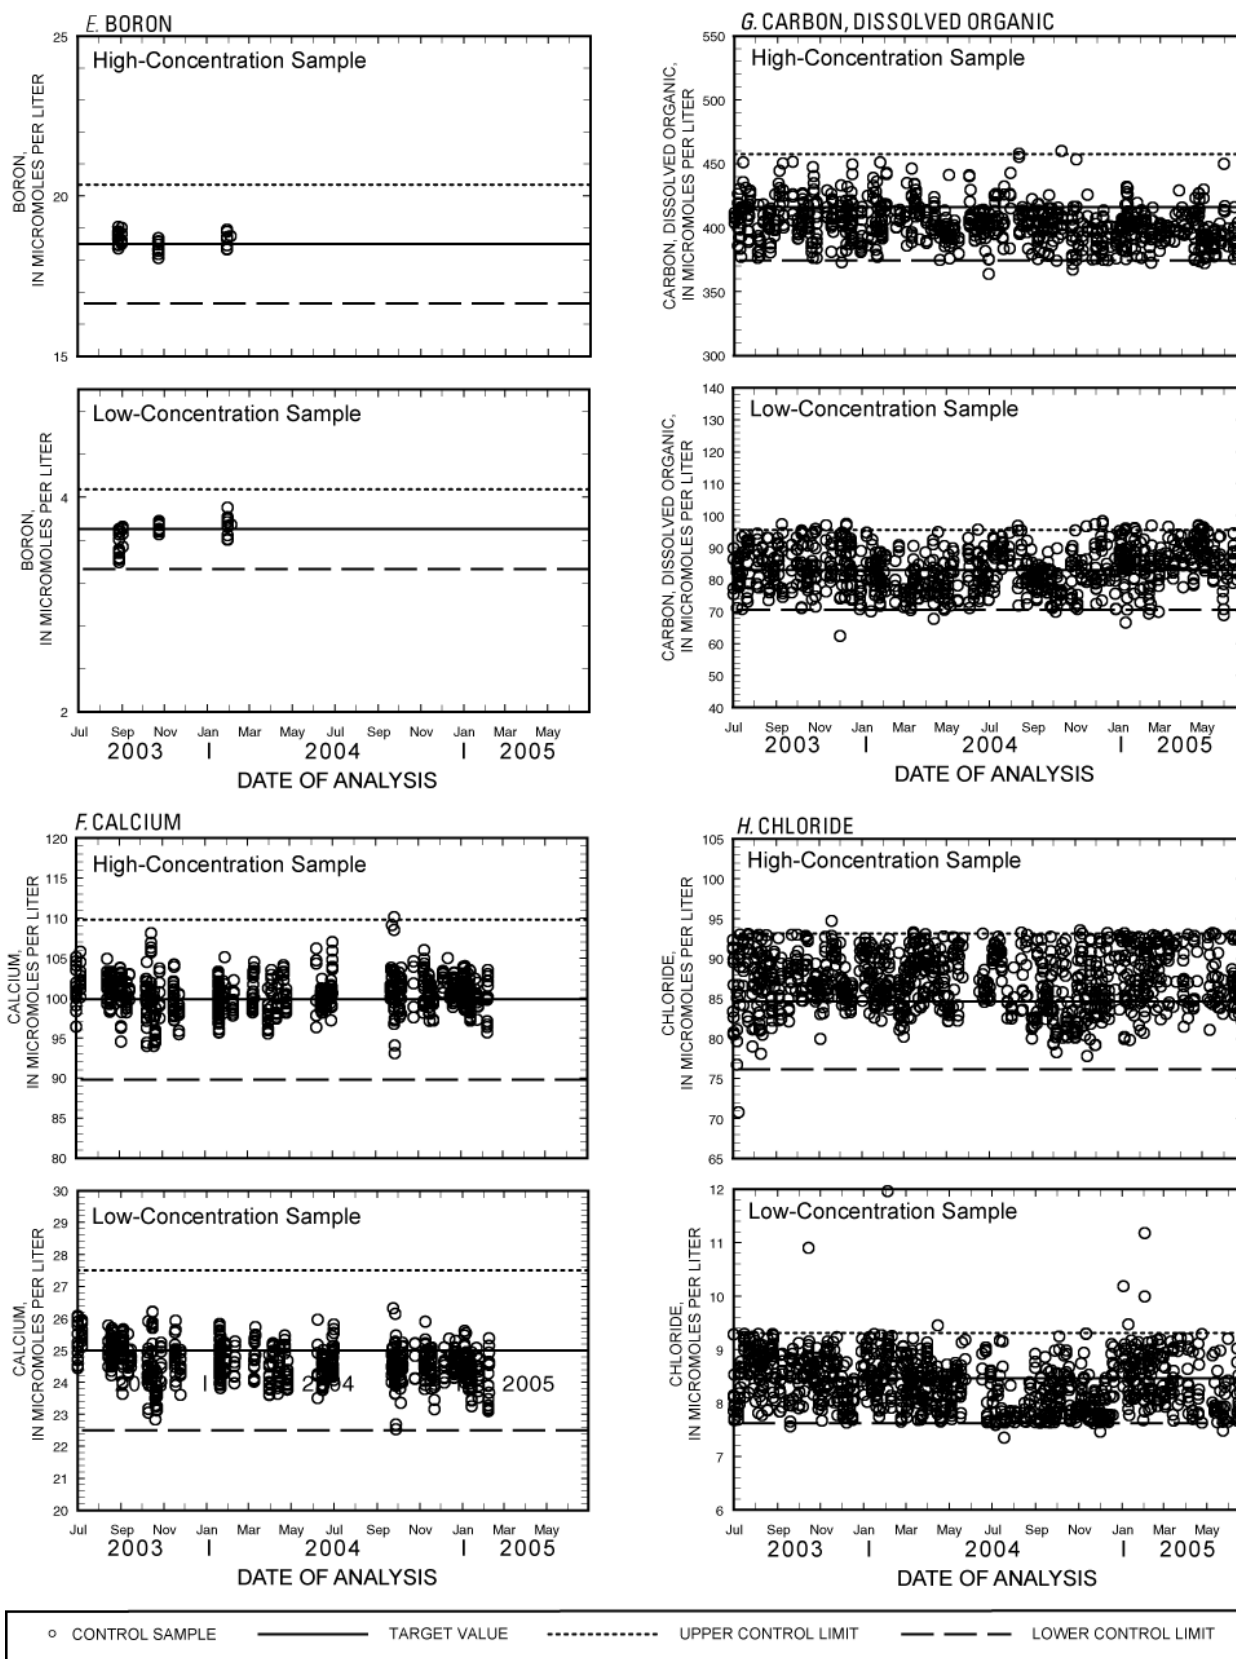 E. BORON
25
High-Concentration Sample
20
15
BORON,
IN MICROMOLES PER LITER
Low-Concentration Sample
4
2
BORON,
IN MICROMOLES PER LITER
Jul Sep Nov Jan Mar May Jul Sep Nov Jan Mar May
2003 2004 2005
DATE OF ANALYSIS
G. CARBON, DISSOLVED ORGANIC
550
High-Concentration Sample
500
450
400
350
300
CARBON, DISSOLVED ORGANIC,
IN MICROMOLES PER LITER
140
Low-Concentration Sample
130
120
110
100
90
80
70
60
50
40
CARBON, DISSOLVED ORGANIC,
IN MICROMOLES PER LITER
Jul Sep Nov Jan Mar May Jul Sep Nov Jan Mar May
2003 2004 2005
DATE OF ANALYSIS
F. CALCIUM
120
High-Concentration Sample
115
110
105
100
95
90
85
80
CALCIUM,
IN MICROMOLES PER LITER
30
Low-Concentration Sample
29
28
27
26
25
24
23
22
21
20
CALCIUM,
IN MICROMOLES PER LITER
2004 2005
Jul Sep Nov Jan Mar May Jul Sep Nov Jan Mar May
2003 2004 2005
DATE OF ANALYSIS
H. CHLORIDE
105
High-Concentration Sample
100
95
90
85
80
75
70
65
CHLORIDE,
IN MICROMOLES PER LITER
12
Low-Concentration Sample
11
10
9
8
7
6
CHLORIDE,
IN MICROMOLES PER LITER
Jul Sep Nov Jan Mar May Jul Sep Nov Jan Mar May
2003 2004 2005
DATE OF ANALYSIS
CONTROL SAMPLE TARGET VALUE UPPER CONTROL LIMIT LOWER CONTROL LIMIT